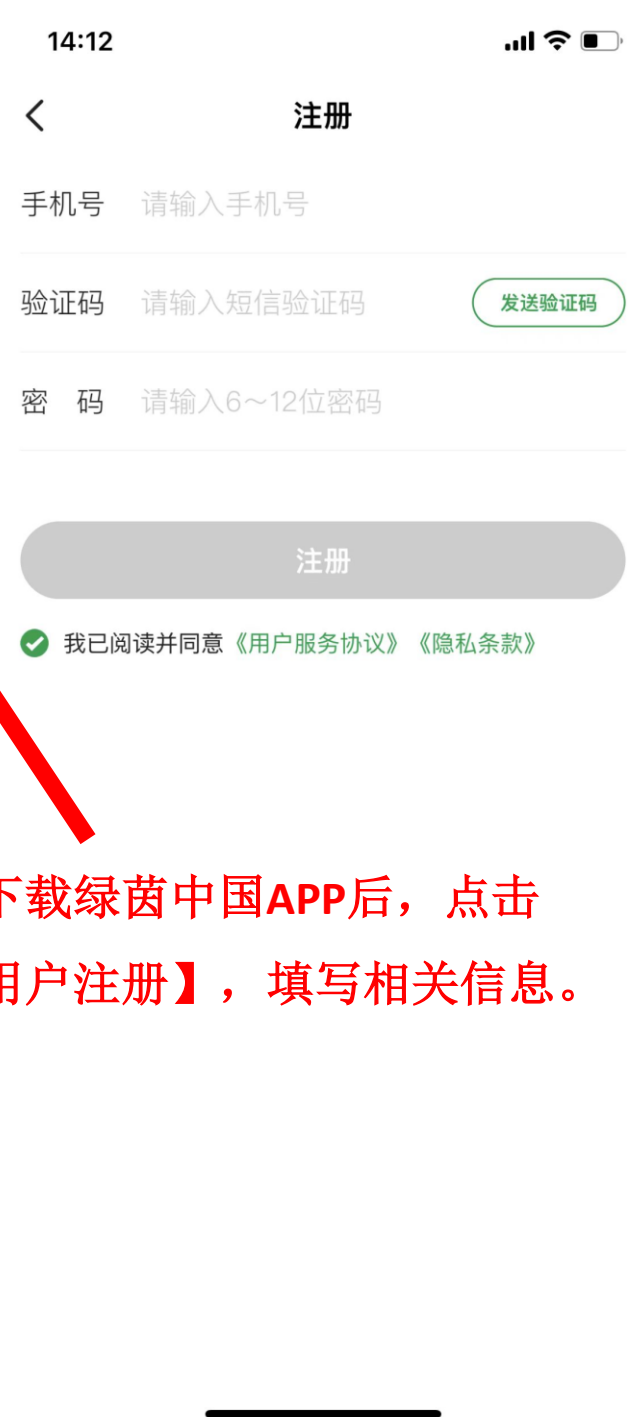 14:12
注册
手机号 请输入手机号
验证码 请输入短信验证码 发送验证码
密 码 请输入6～12位密码
注册
我已阅读并同意《用户服务协议》《隐私条款》
下载绿茵中国APP后，点击
用户注册】，填写相关信息。